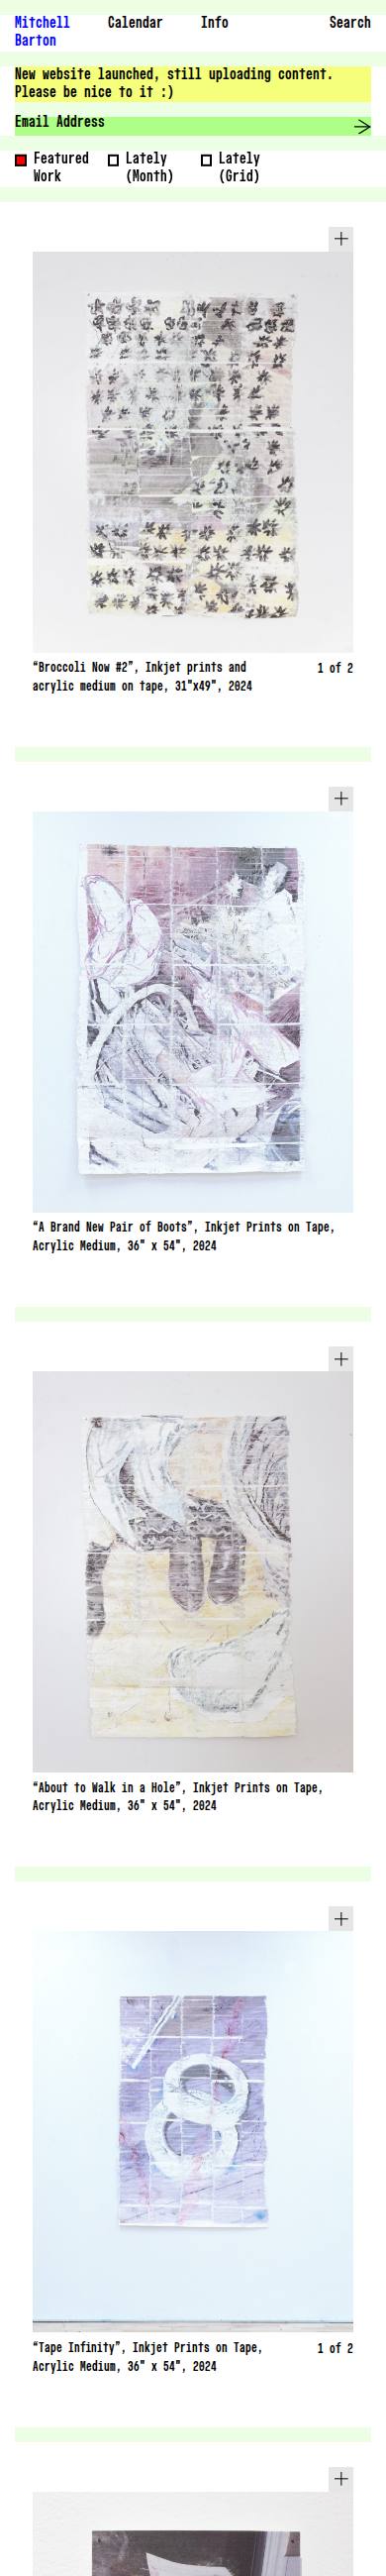 Mitchell Barton
Calendar
Info
Search
New website launched, still uploading content.
Please be nice to it :)
Email Address
Featured Work
Lately (Month)
Lately (Grid)
“Broccoli Now #2”, Inkjet prints and
acrylic medium on tape, 31"x49", 2024
1 of 2
“A Brand New Pair of Boots”, Inkjet Prints on Tape,
Acrylic Medium, 36" x 54", 2024
“About to Walk in a Hole”, Inkjet Prints on Tape,
Acrylic Medium, 36" x 54", 2024
“Tape Infinity”, Inkjet Prints on Tape,
Acrylic Medium, 36" x 54", 2024
1 of 2